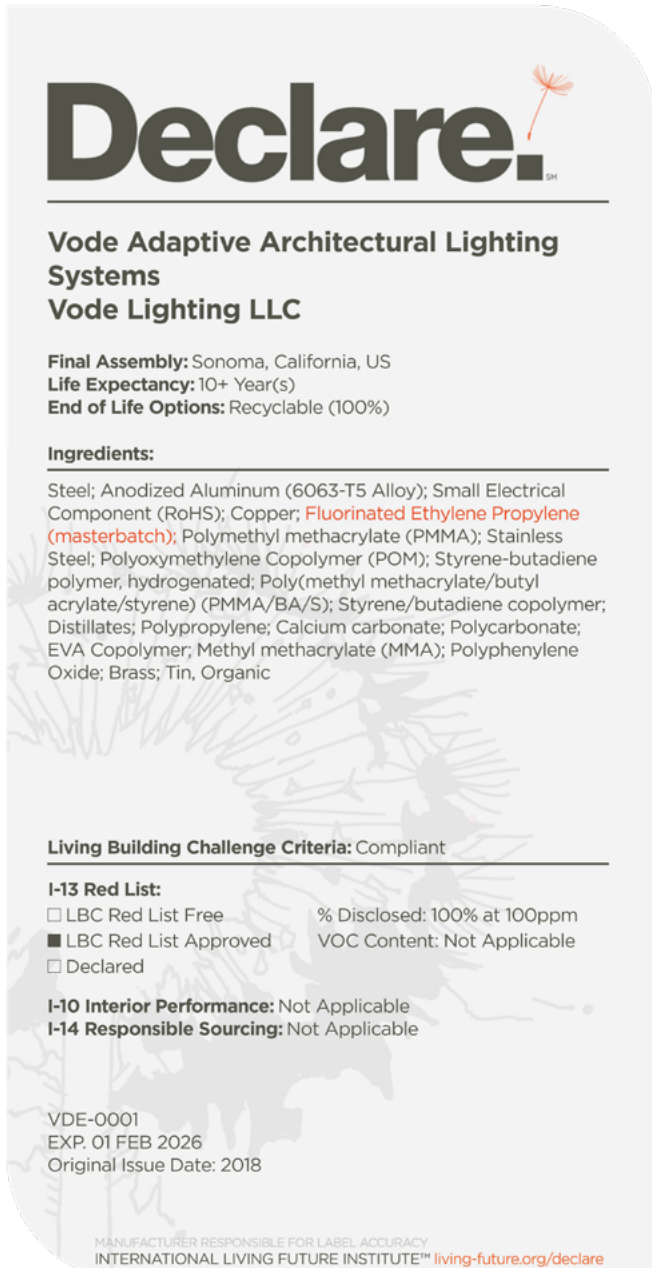 Declare.
SM
Vode Adaptive Architectural Lighting
Systems
Vode Lighting LLC
Final Assembly: Sonoma, California, US
Life Expectancy: 10+ Year(s)
End of Life Options: Recyclable (100%)
Ingredients:
Steel; Anodized Aluminum (6063-T5 Alloy); Small Electrical
Component (RoHS); Copper; Fluorinated Ethylene Propylene
(masterbatch); Polymethyl methacrylate (PMMA); Stainless
Steel; Polyoxymethylene Copolymer (POM); Styrene-butadiene
polymer, hydrogenated; Poly(methyl methacrylate/butyl
acrylate/styrene) (PMMA/BA/S); Styrene/butadiene copolymer;
Distillates; Polypropylene; Calcium carbonate; Polycarbonate;
EVA Copolymer; Methyl methacrylate (MMA); Polyphenylene
Oxide; Brass; Tin, Organic
Living Building Challenge Criteria: Compliant
I-13 Red List:
☐ LBC Red List Free % Disclosed: 100% at 100ppm
■ LBC Red List Approved VOC Content: Not Applicable
☐ Declared
I-10 Interior Performance: Not Applicable
I-14 Responsible Sourcing: Not Applicable
VDE-0001
EXP. 01 FEB 2026
Original Issue Date: 2018
MANUFACTURER RESPONSIBLE FOR LABEL ACCURACY
INTERNATIONAL LIVING FUTURE INSTITUTE™ living-future.org/declare